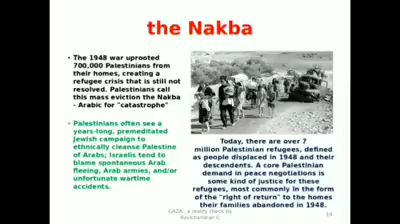 the Nakba
The 1948 war uprooted
700,000 Palestinians from
their homes, creating a
refugee crisis that is still not
resolved. Palestinians call
this mass eviction the Nakba
- Arabic for "catastrophe"
Palestinians often see a
years-long, premeditated
Jewish campaign to
ethnically cleanse Palestine
of Arabs; Israelis tend to
blame spontaneous Arab
fleeing, Arab armies, and/or
unfortunate wartime
accidents.
Today, there are over 7
million Palestinian refugees, defined
as people displaced in 1948 and their
descendents. A core Palestinian
demand in peace negotiations is
some kind of justice for these
refugees, most commonly in the form
of the "right of return" to the homes
their families abandoned in 1948.
GAZA.. a reality check by
Ravichandran C
14